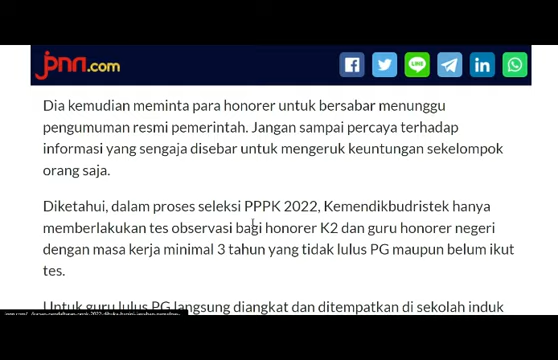 jpnn.com
Dia kemudian meminta para honorer untuk bersabar menunggu
pengumuman resmi pemerintah. Jangan sampai percaya terhadap
informasi yang sengaja disebar untuk mengeruk keuntungan sekelompok
orang saja.
Diketahui, dalam proses seleksi PPPK 2022, Kemendikbudristek hanya
memberlakukan tes observasi bagi honorer K2 dan guru honorer negeri
dengan masa kerja minimal 3 tahun yang tidak lulus PG maupun belum ikut
tes.
Untuk guru lulus PG langsung diangkat dan ditempatkan di sekolah induk